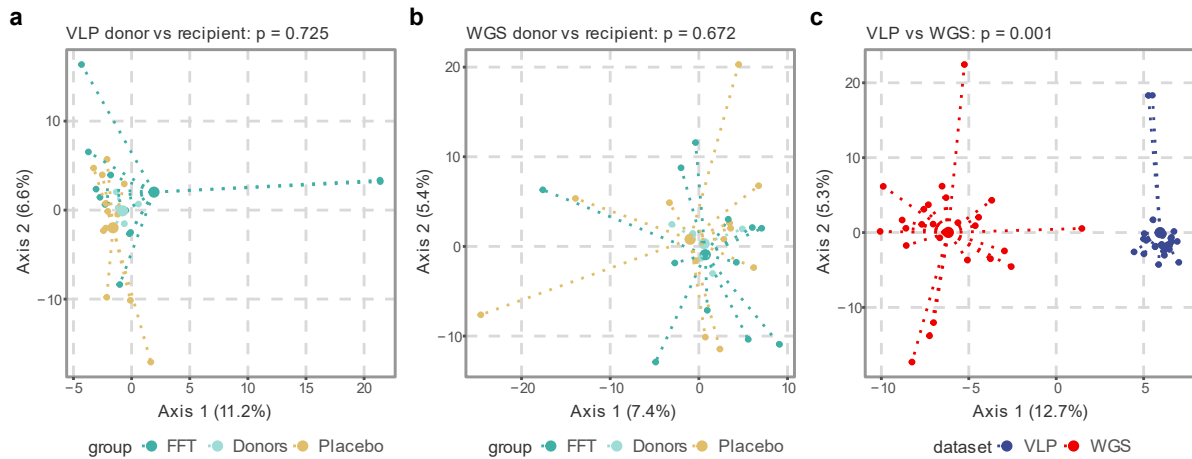 a
VLP donor vs recipient: p = 0.725
10
0
−10
−5
0
5
10
15
20
Axis 2 (6.6%)
Axis 1 (11.2%)
b
WGS donor vs recipient: p = 0.672
20
10
0
−10
−20
−10
0
10
Axis 2 (5.4%)
Axis 1 (7.4%)
c
VLP vs WGS: p = 0.001
20
10
0
−10
−10
−5
0
5
Axis 2 (5.3%)
Axis 1 (12.7%)
group FFT Donors Placebo
group FFT Donors Placebo
dataset VLP WGS